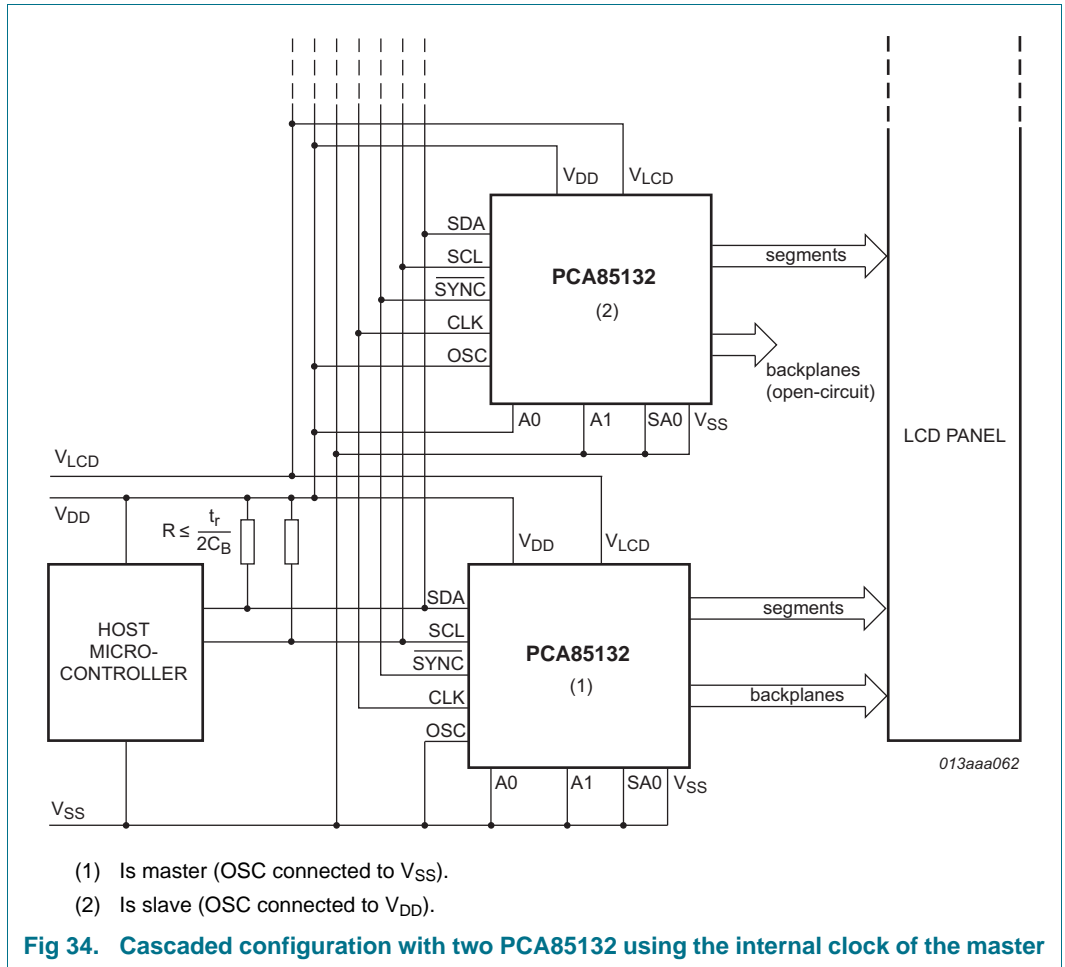 VDD
VLCD
SDA
SCL
SYNC
CLK
OSC
PCA85132
(2)
segments
backplanes
(open-circuit)
A0
A1
SA0
VSS
LCD PANEL
VLCD
VDD
R ≤ tr
2CB
VDD
VLCD
HOST
MICRO-
CONTROLLER
SDA
SCL
SYNC
CLK
OSC
PCA85132
(1)
segments
backplanes
A0
A1
SA0
VSS
013aaa062
VSS
(1) Is master (OSC connected to VSS).
(2) Is slave (OSC connected to VDD).
Fig 34. Cascaded configuration with two PCA85132 using the internal clock of the master